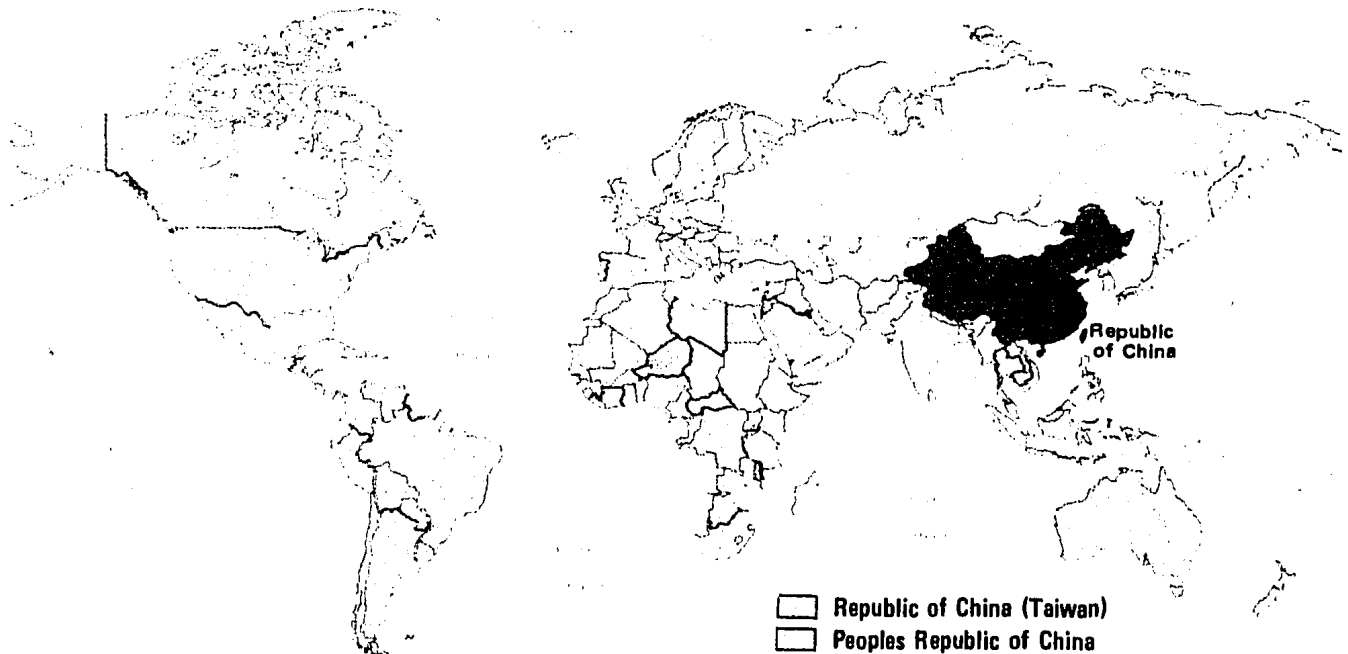 Republic
of China
Republic of China (Taiwan)
Peoples Republic of China